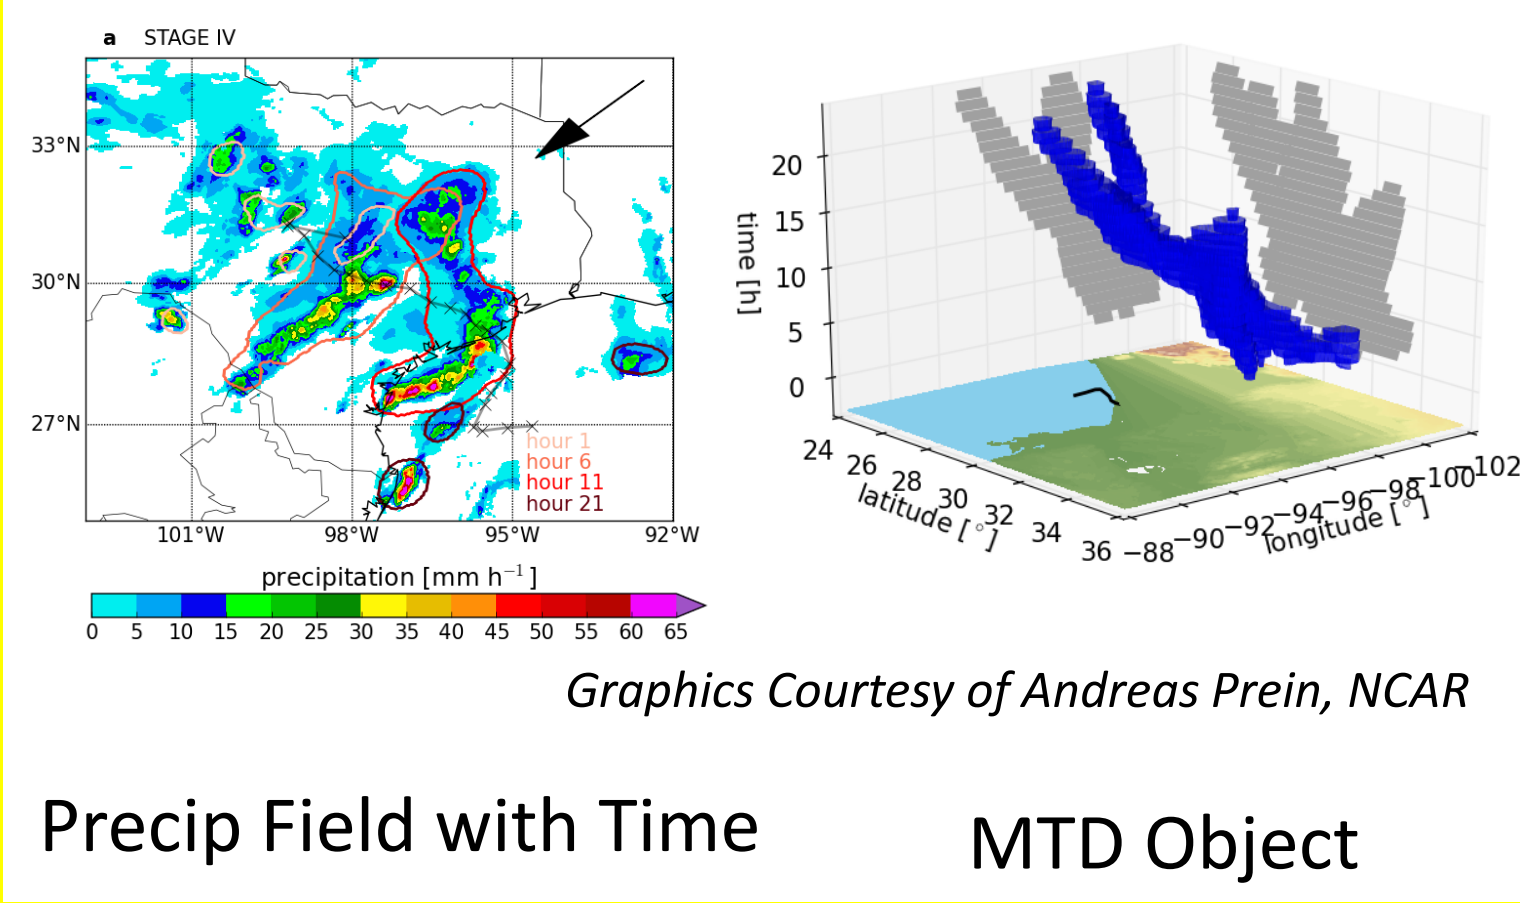 a STAGE IV
33°N
30°N
27°N
hour 1
hour 6
hour 11
hour 21
101°W 98°W 95°W 92°W
precipitation [mm h⁻¹]
0 5 10 15 20 25 30 35 40 45 50 55 60 65
time [h]
20
15
10
5
0
24 26 28 30 32 34 36
latitude [°]
−88 −90 −92 −94 −96 −98 −100 −102
longitude [°]
Graphics Courtesy of Andreas Prein, NCAR
Precip Field with Time
MTD Object